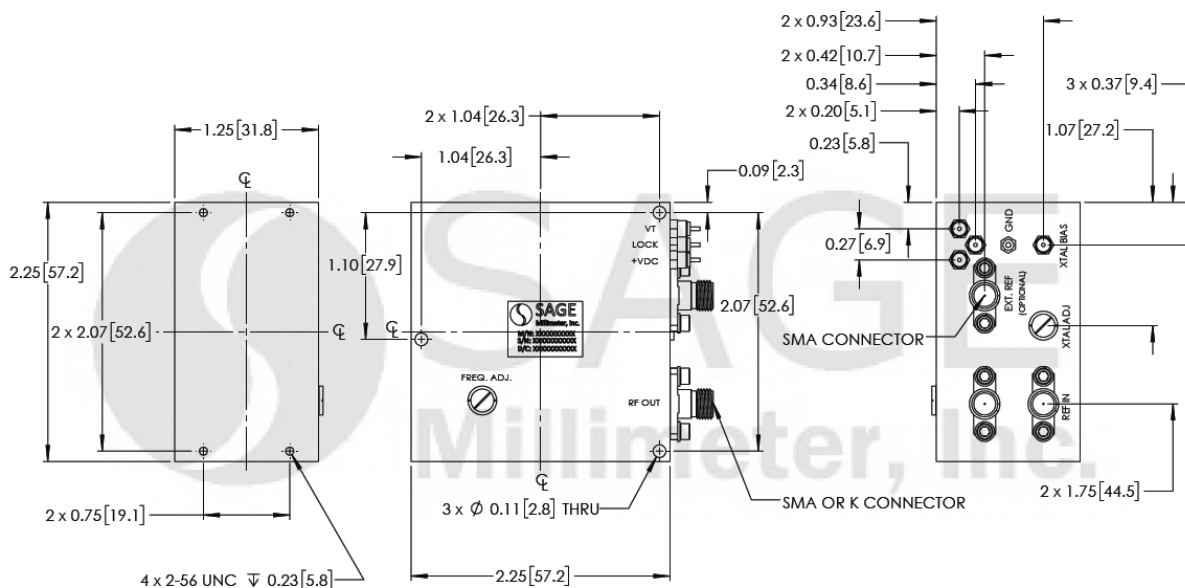 2 x 0.93[23.6]
2 x 0.42[10.7]
0.34[8.6]
3 x 0.37[9.4]
2 x 0.20[5.1]
2 x 1.04[26.3]
1.25[31.8]
1.04[26.3]
0.23[5.8]
1.07[27.2]
0.09[2.3]
℄
SAGE
Millimeter, Inc.
VT
LOCK
+VDC
GND
XTAL BIAS
0.27[6.9]
1.10[27.9]
2.25[57.2]
2 x 2.07[52.6]
2.07[52.6]
EXT. REF
(OPTIONAL)
℄
℄
SAGE
Millimeter, Inc.
M/N: XXXXXXXXXXX
S/N: XXXXXXXXXXX
D/C: XXXXXXXXXXX
SMA CONNECTOR
XTAL ADJ
FREQ. ADJ.
RF OUT
REF IN
℄
3 x Ø 0.11[2.8] THRU
SMA OR K CONNECTOR
2 x 1.75[44.5]
2 x 0.75[19.1]
4 x 2-56 UNC ↧ 0.23[5.8]
2.25[57.2]